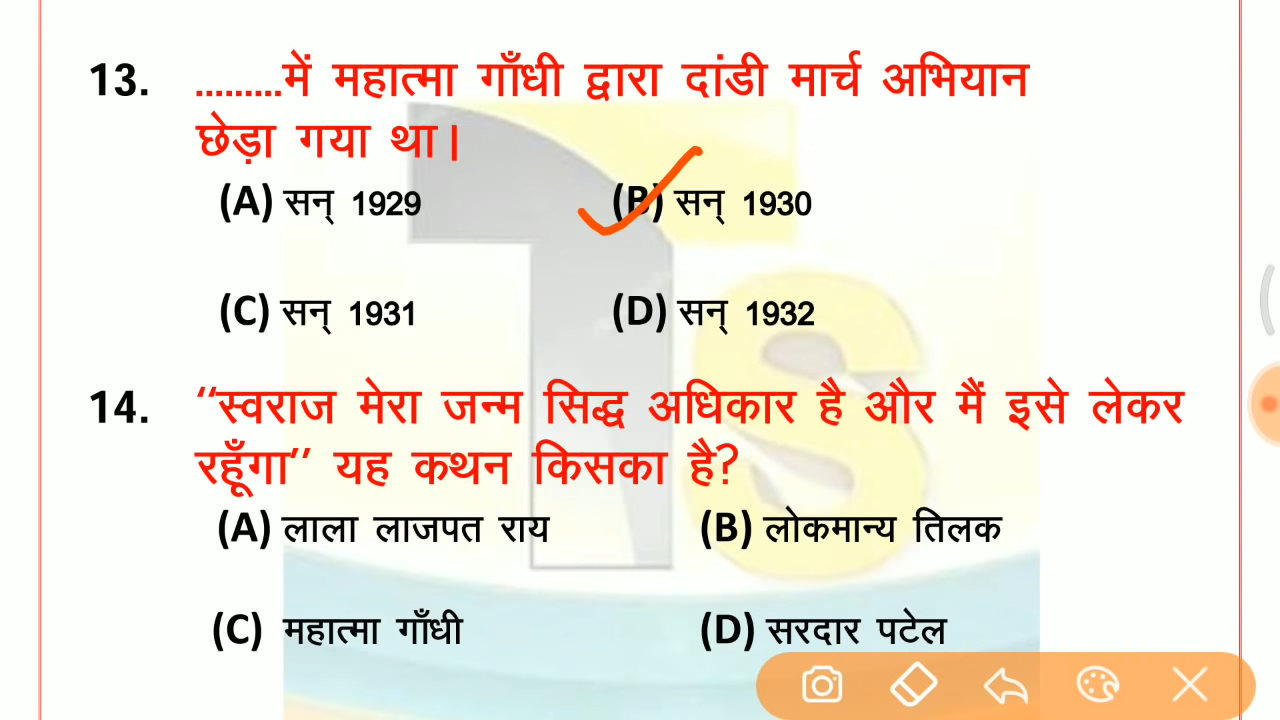 13. .........में महात्मा गाँधी द्वारा दांडी मार्च अभियान
छेड़ा गया था।
(A) सन् 1929 (B) सन् 1930
(C) सन् 1931 (D) सन् 1932
14. “स्वराज मेरा जन्म सिद्ध अधिकार है और मैं इसे लेकर
रहूँगा” यह कथन किसका है?
(A) लाला लाजपत राय (B) लोकमान्य तिलक
(C) महात्मा गाँधी (D) सरदार पटेल
Ts